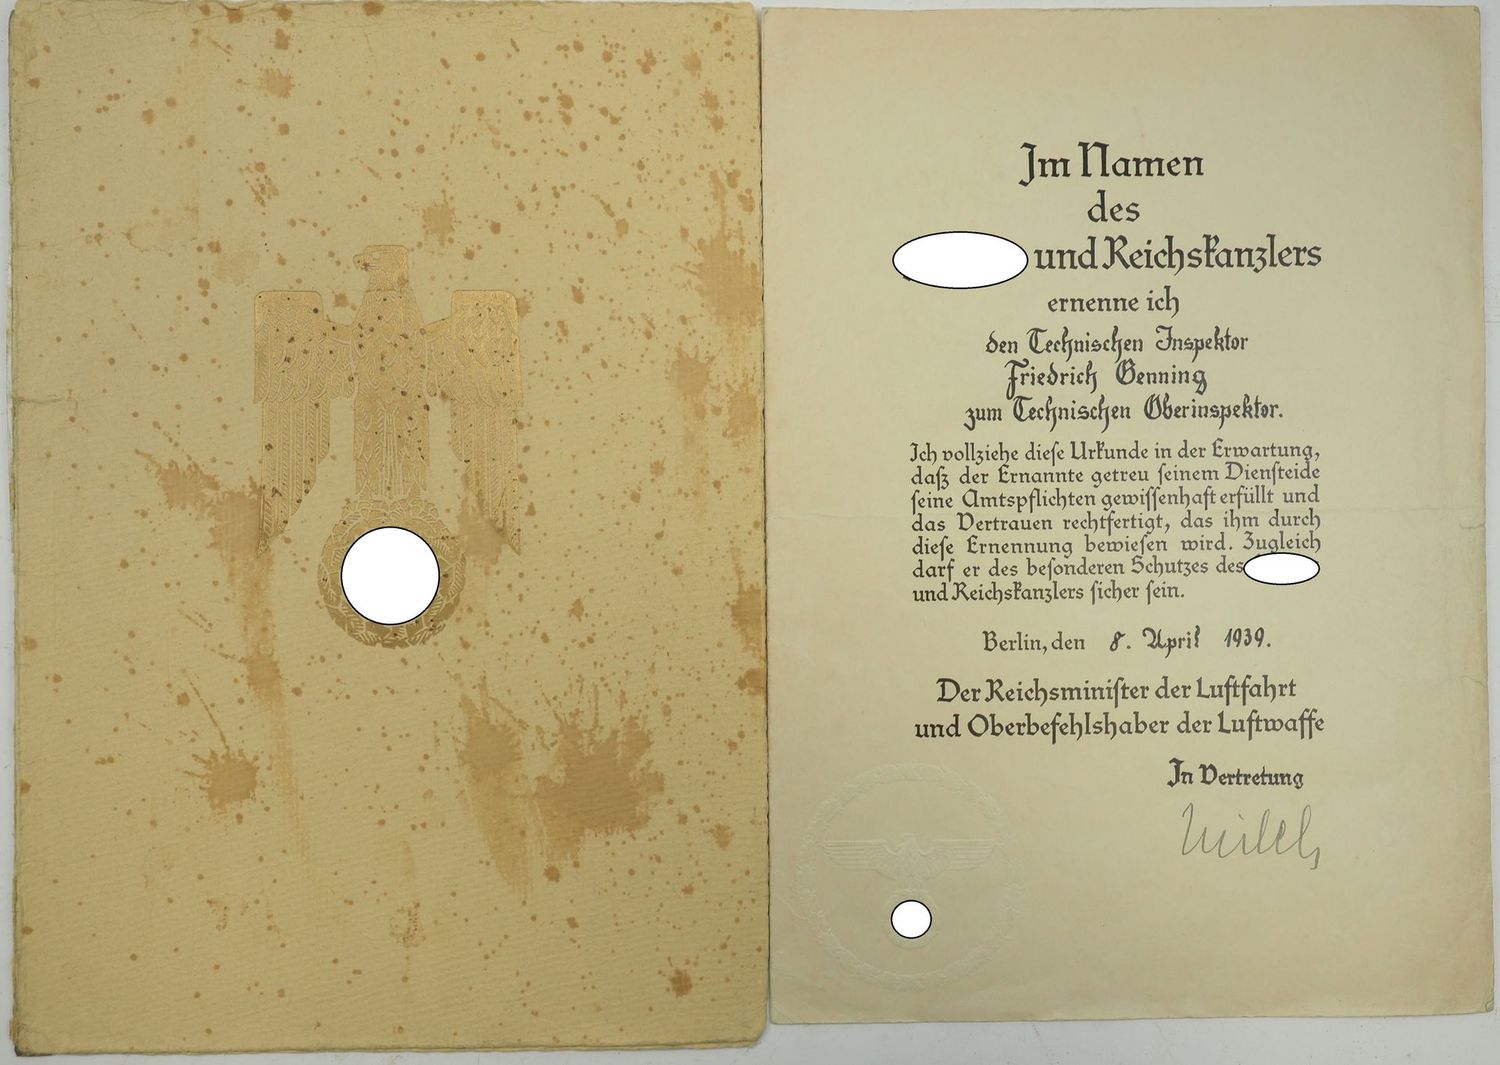 Im Namen
des
und Reichskanzlers
ernenne ich
den Technischen Inspektor
Friedrich Genning
zum Technischen Oberinspektor.
Ich vollziehe diese Urkunde in der Erwartung,
daß der Ernannte getreu seinem Diensteide
seine Amtspflichten gewissenhaft erfüllt und
das Vertrauen rechtfertigt, das ihm durch
diese Ernennung bewiesen wird. Zugleich
darf er des besonderen Schutzes des
und Reichskanzlers sicher sein.
Berlin, den 8. April 1939.
Der Reichsminister der Luftfahrt
und Oberbefehlshaber der Luftwaffe
In Vertretung
Milch